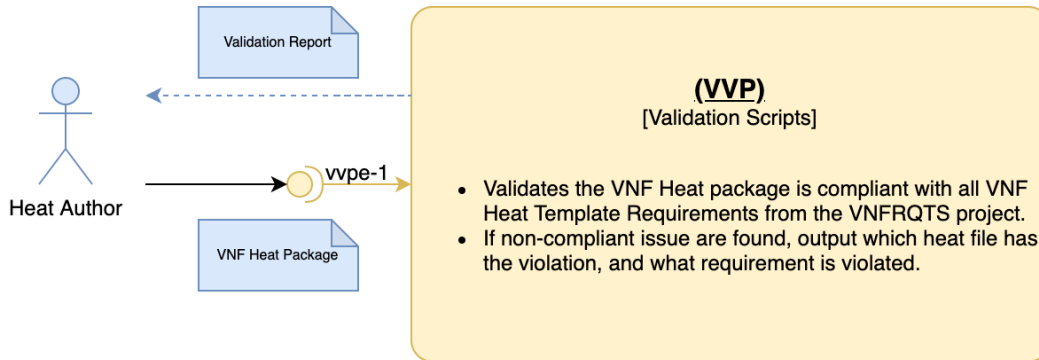 Validation Report
(VVP)
[Validation Scripts]
vvpe-1
Heat Author
VNF Heat Package
• Validates the VNF Heat package is compliant with all VNF
Heat Template Requirements from the VNFRQTS project.
• If non-compliant issue are found, output which heat file has
the violation, and what requirement is violated.